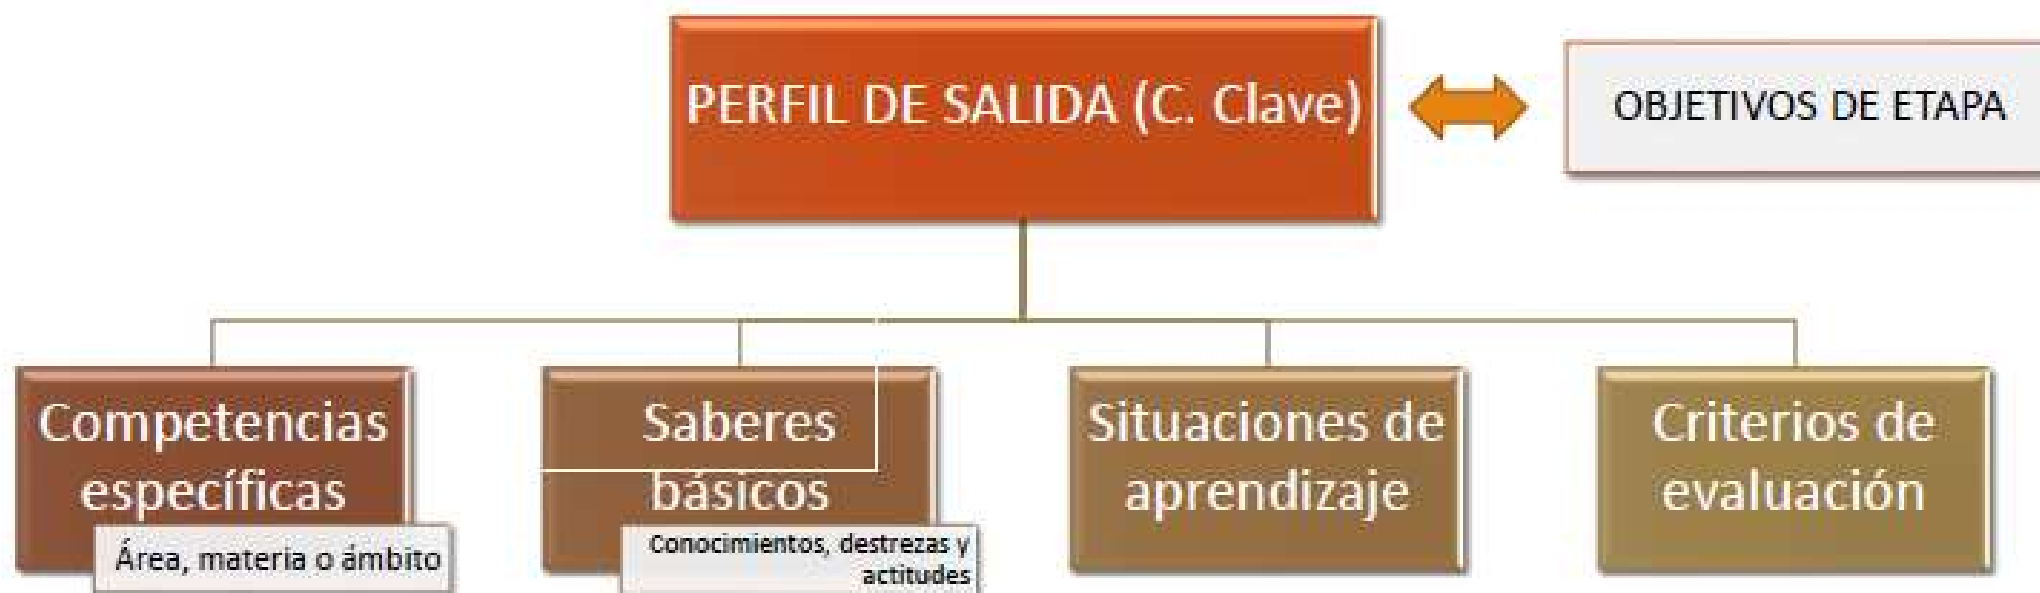 PERFIL DE SALIDA (C. Clave)
OBJETIVOS DE ETAPA
Competencias
específicas
Área, materia o ámbito
Saberes
básicos
Conocimientos, destrezas y
actitudes
Situaciones de
aprendizaje
Criterios de
evaluación